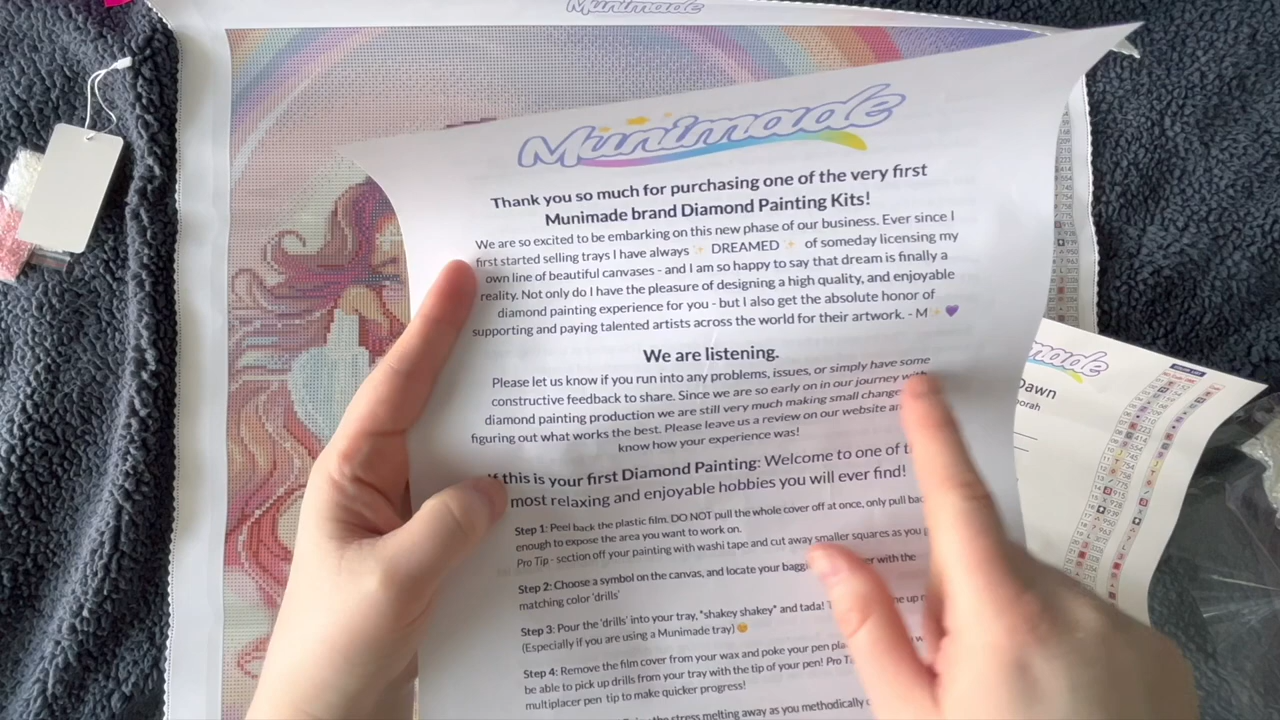 Munimade
Munimade
Thank you so much for purchasing one of the very first
Munimade brand Diamond Painting Kits!
We are so excited to be embarking on this new phase of our business. Ever since I
first started selling trays I have always ✨ DREAMED ✨ of someday licensing my
own line of beautiful canvases - and I am so happy to say that dream is finally a
reality. Not only do I have the pleasure of designing a high quality, and enjoyable
diamond painting experience for you - but I also get the absolute honor of
supporting and paying talented artists across the world for their artwork. - M✨💜
We are listening.
Please let us know if you run into any problems, issues, or simply have some
constructive feedback to share. Since we are so early on in our journey with
diamond painting production we are still very much making small change
figuring out what works the best. Please leave us a review on our website
know how your experience was!
If this is your first Diamond Painting: Welcome to one of
most relaxing and enjoyable hobbies you will ever find!
Step 1: Peel back the plastic film. DO NOT pull the whole cover off at once, only pull
enough to expose the area you want to work on.
Pro Tip - section off your painting with washi tape and cut away smaller squares as you
Step 2: Choose a symbol on the canvas, and locate your with the
matching color 'drills'
Step 3: Pour the 'drills' into your tray, *shakey shakey* and tada! up
(Especially if you are using a Munimade tray) 😉
Step 4: Remove the film cover from your wax and poke your pen
be able to pick up drills from your tray with the tip of your pen! Pro
multiplacer pen tip to make quicker progress!
the stress melting away as you methodically
Dawn